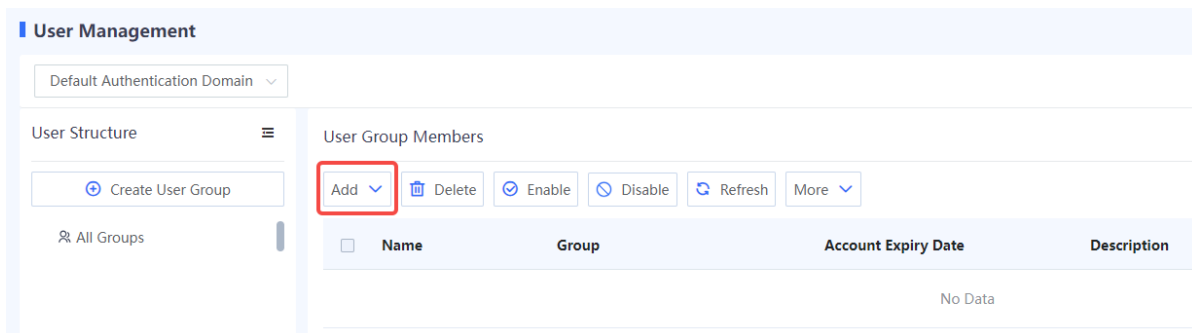 User Management
Default Authentication Domain
User Structure
User Group Members
Create User Group
Add Delete Enable Disable Refresh More
All Groups
Name Group Account Expiry Date Description
No Data